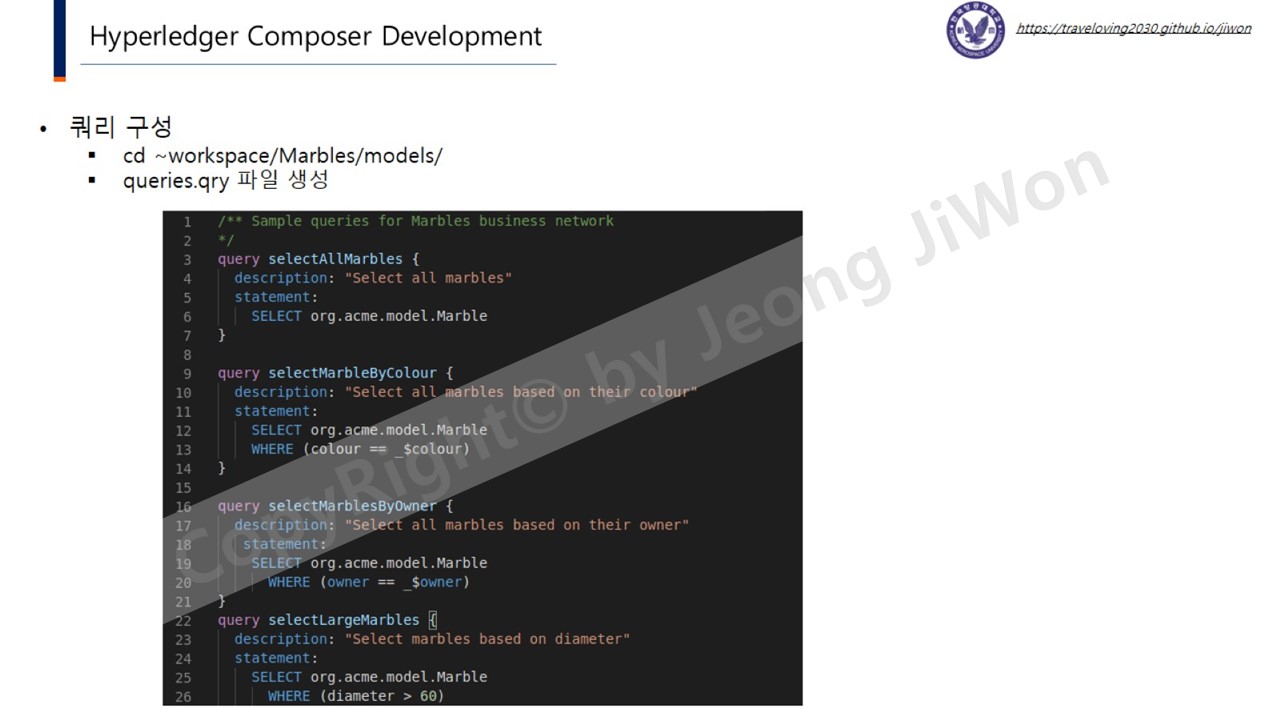 Hyperledger Composer Development
https://traveloving2030.github.io/jiwon
• 쿼리 구성
▪ cd ~workspace/Marbles/models/
▪ queries.qry 파일 생성
1 /** Sample queries for Marbles business network
2 */
3 query selectAllMarbles {
4 description: "Select all marbles"
5 statement:
6 SELECT org.acme.model.Marble
7 }
8
9 query selectMarbleByColour {
10 description: "Select all marbles based on their colour"
11 statement:
12 SELECT org.acme.model.Marble
13 WHERE (colour == _$colour)
14 }
15
16 query selectMarblesByOwner {
17 description: "Select all marbles based on their owner"
18 statement:
19 SELECT org.acme.model.Marble
20 WHERE (owner == _$owner)
21 }
22 query selectLargeMarbles {
23 description: "Select marbles based on diameter"
24 statement:
25 SELECT org.acme.model.Marble
26 WHERE (diameter > 60)
CopyRight© by Jeong JiWon